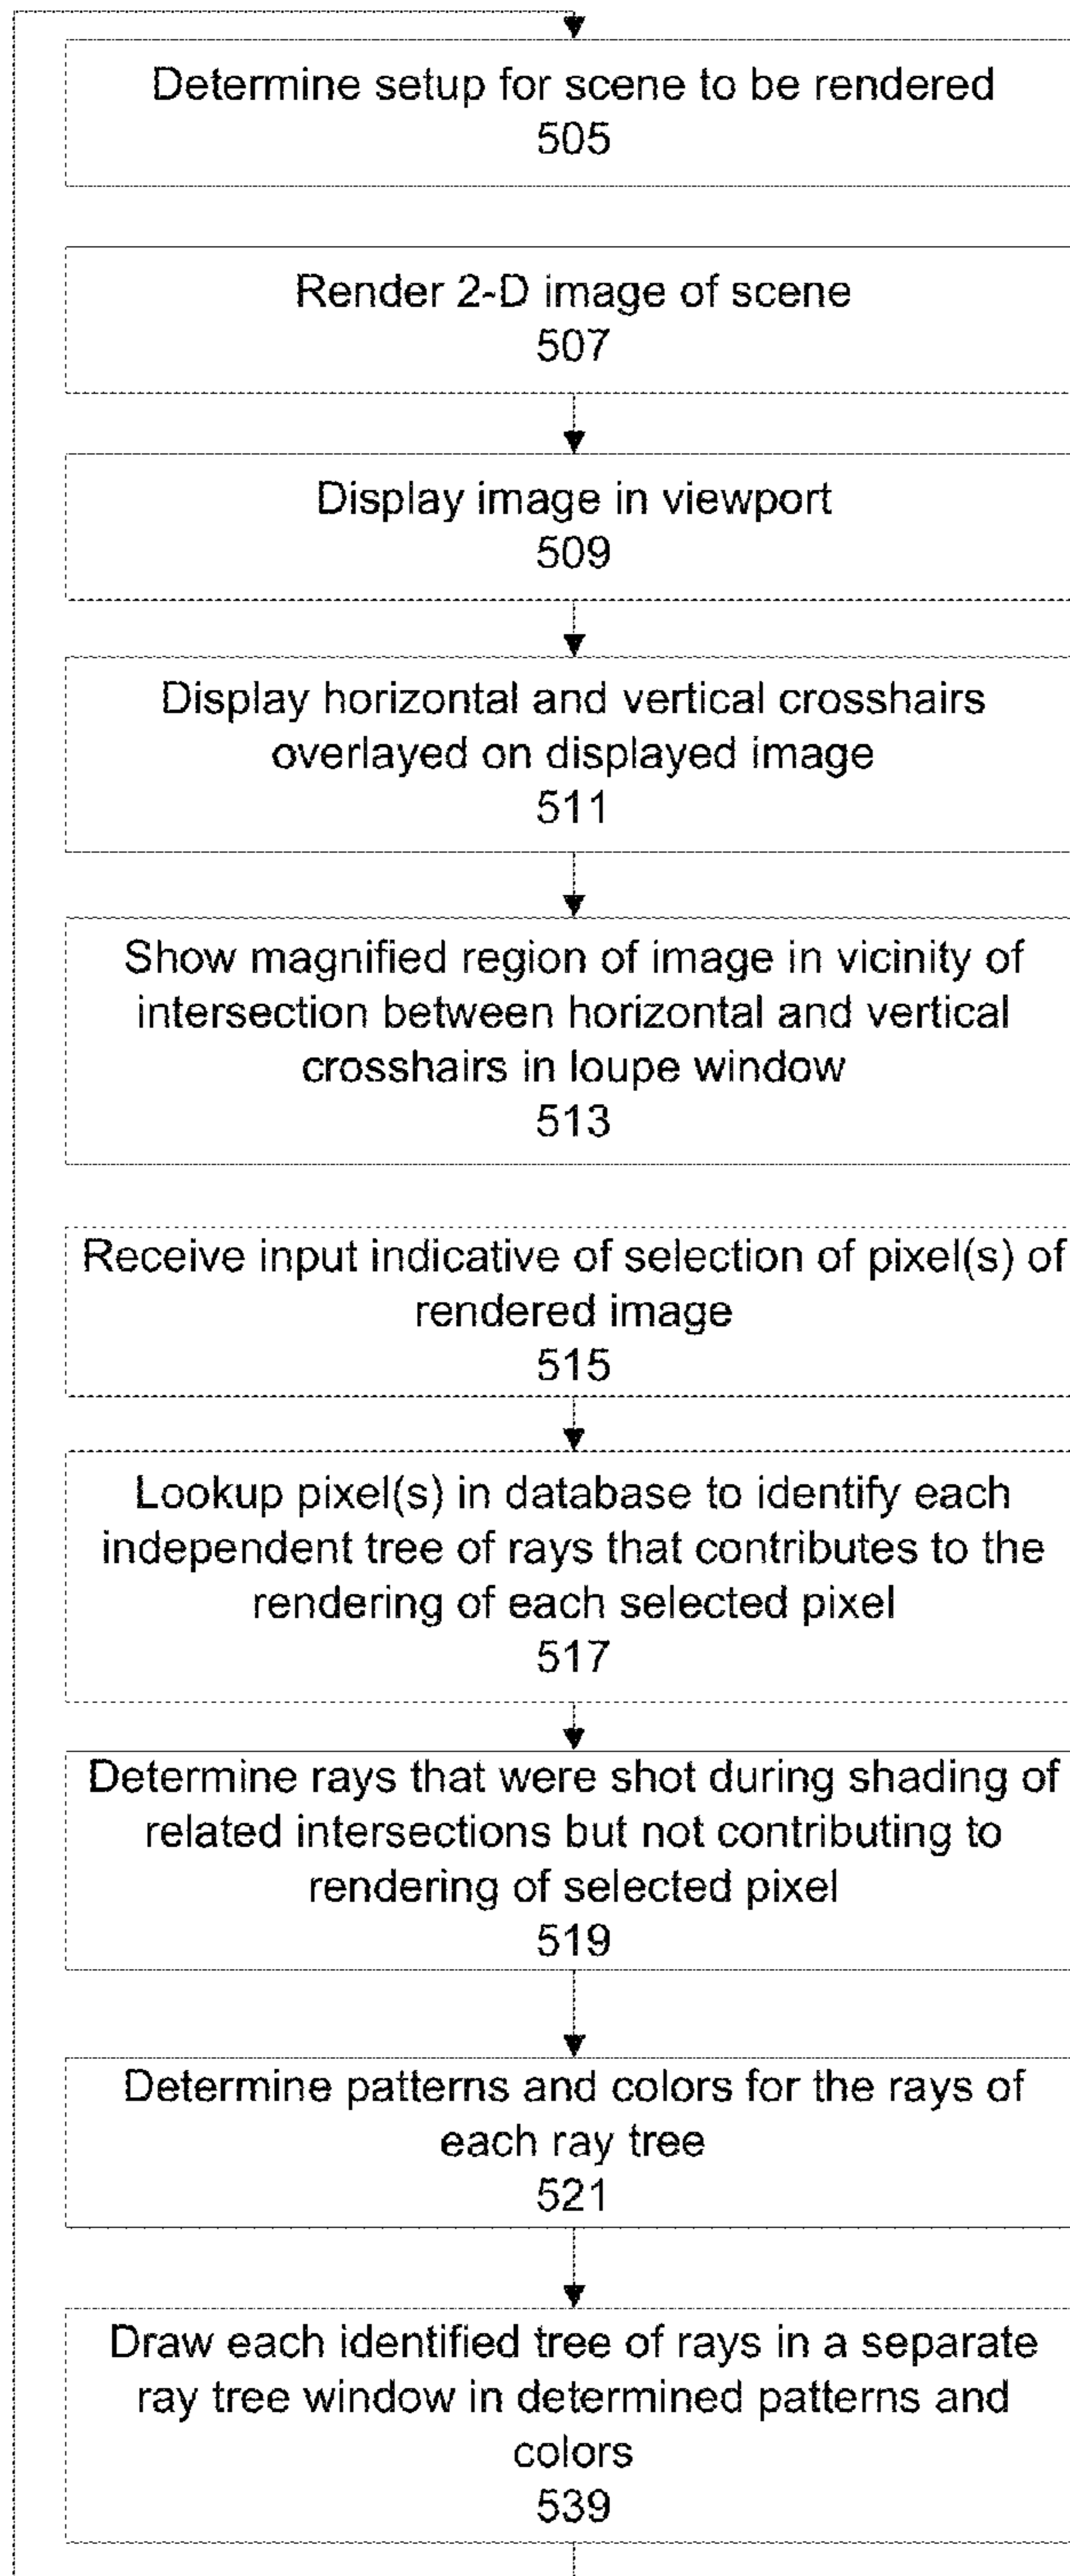 Determine setup for scene to be rendered
505
Render 2-D image of scene
507
Display image in viewport
509
Display horizontal and vertical crosshairs
overlayed on displayed image
511
Show magnified region of image in vicinity of
intersection between horizontal and vertical
crosshairs in loupe window
513
Receive input indicative of selection of pixel(s) of
rendered image
515
Lookup pixel(s) in database to identify each
independent tree of rays that contributes to the
rendering of each selected pixel
517
Determine rays that were shot during shading of
related intersections but not contributing to
rendering of selected pixel
519
Determine patterns and colors for the rays of
each ray tree
521
Draw each identified tree of rays in a separate
ray tree window in determined patterns and
colors
539